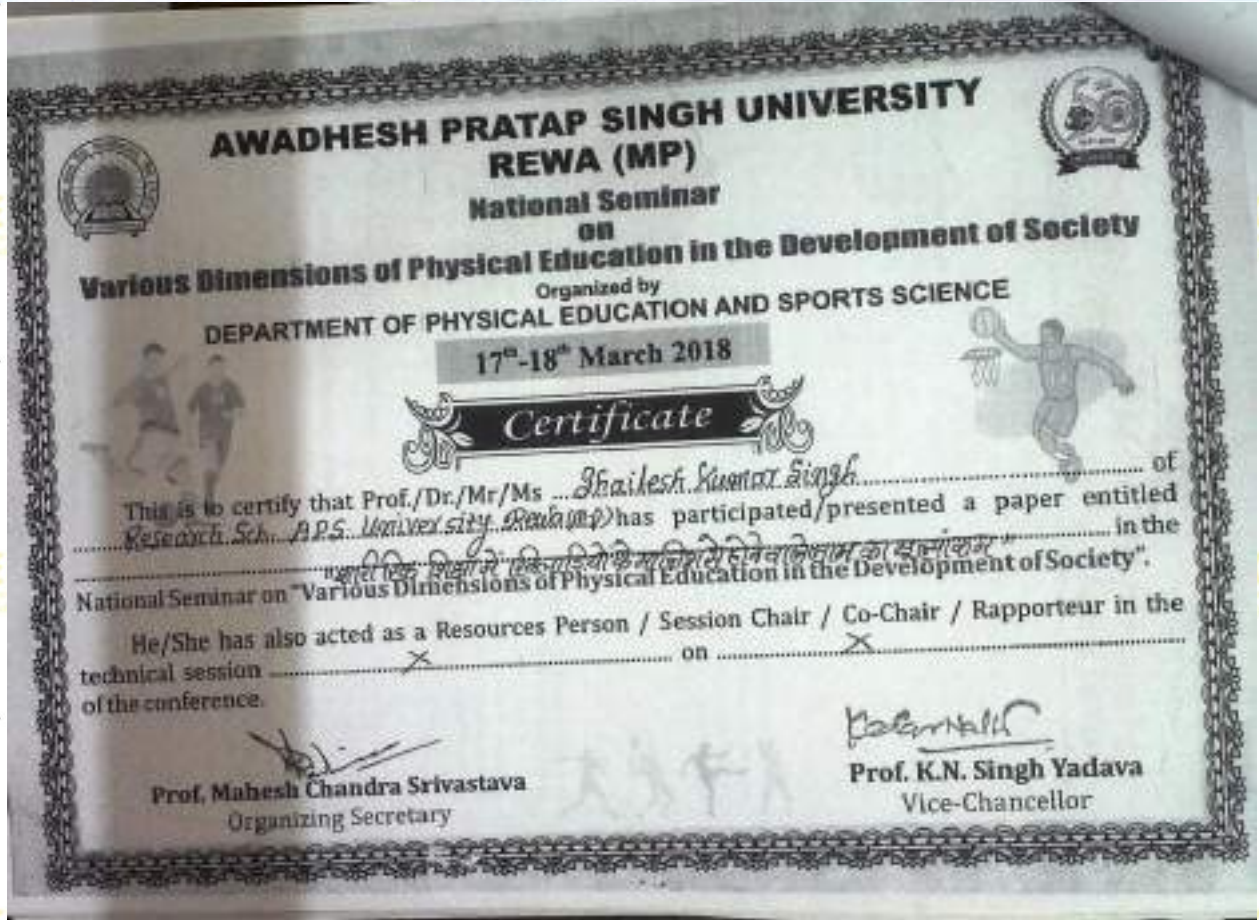 AWADHESH PRATAP SINGH UNIVERSITY
REWA (MP)
National Seminar
on
Various Dimensions of Physical Education in the Development of Society
Organized by
DEPARTMENT OF PHYSICAL EDUCATION AND SPORTS SCIENCE
17th-18th March 2018
Certificate
This is to certify that Prof./Dr./Mr/Ms ... Shailesh Kumar Singh ... of
Research Sch. APS University Rewa (MP) has participated/presented a paper entitled
"शारीरिक शिक्षा में के मालिश से होने वाले लाभ का मूल्यांकन" ... in the
National Seminar on "Various Dimensions of Physical Education in the Development of Society".
He/She has also acted as a Resources Person / Session Chair / Co-Chair / Rapporteur in the
technical session ... X ... on ... X ...
of the conference.
Prof. Mahesh Chandra Srivastava
Organizing Secretary
Prof. K.N. Singh Yadava
Vice-Chancellor